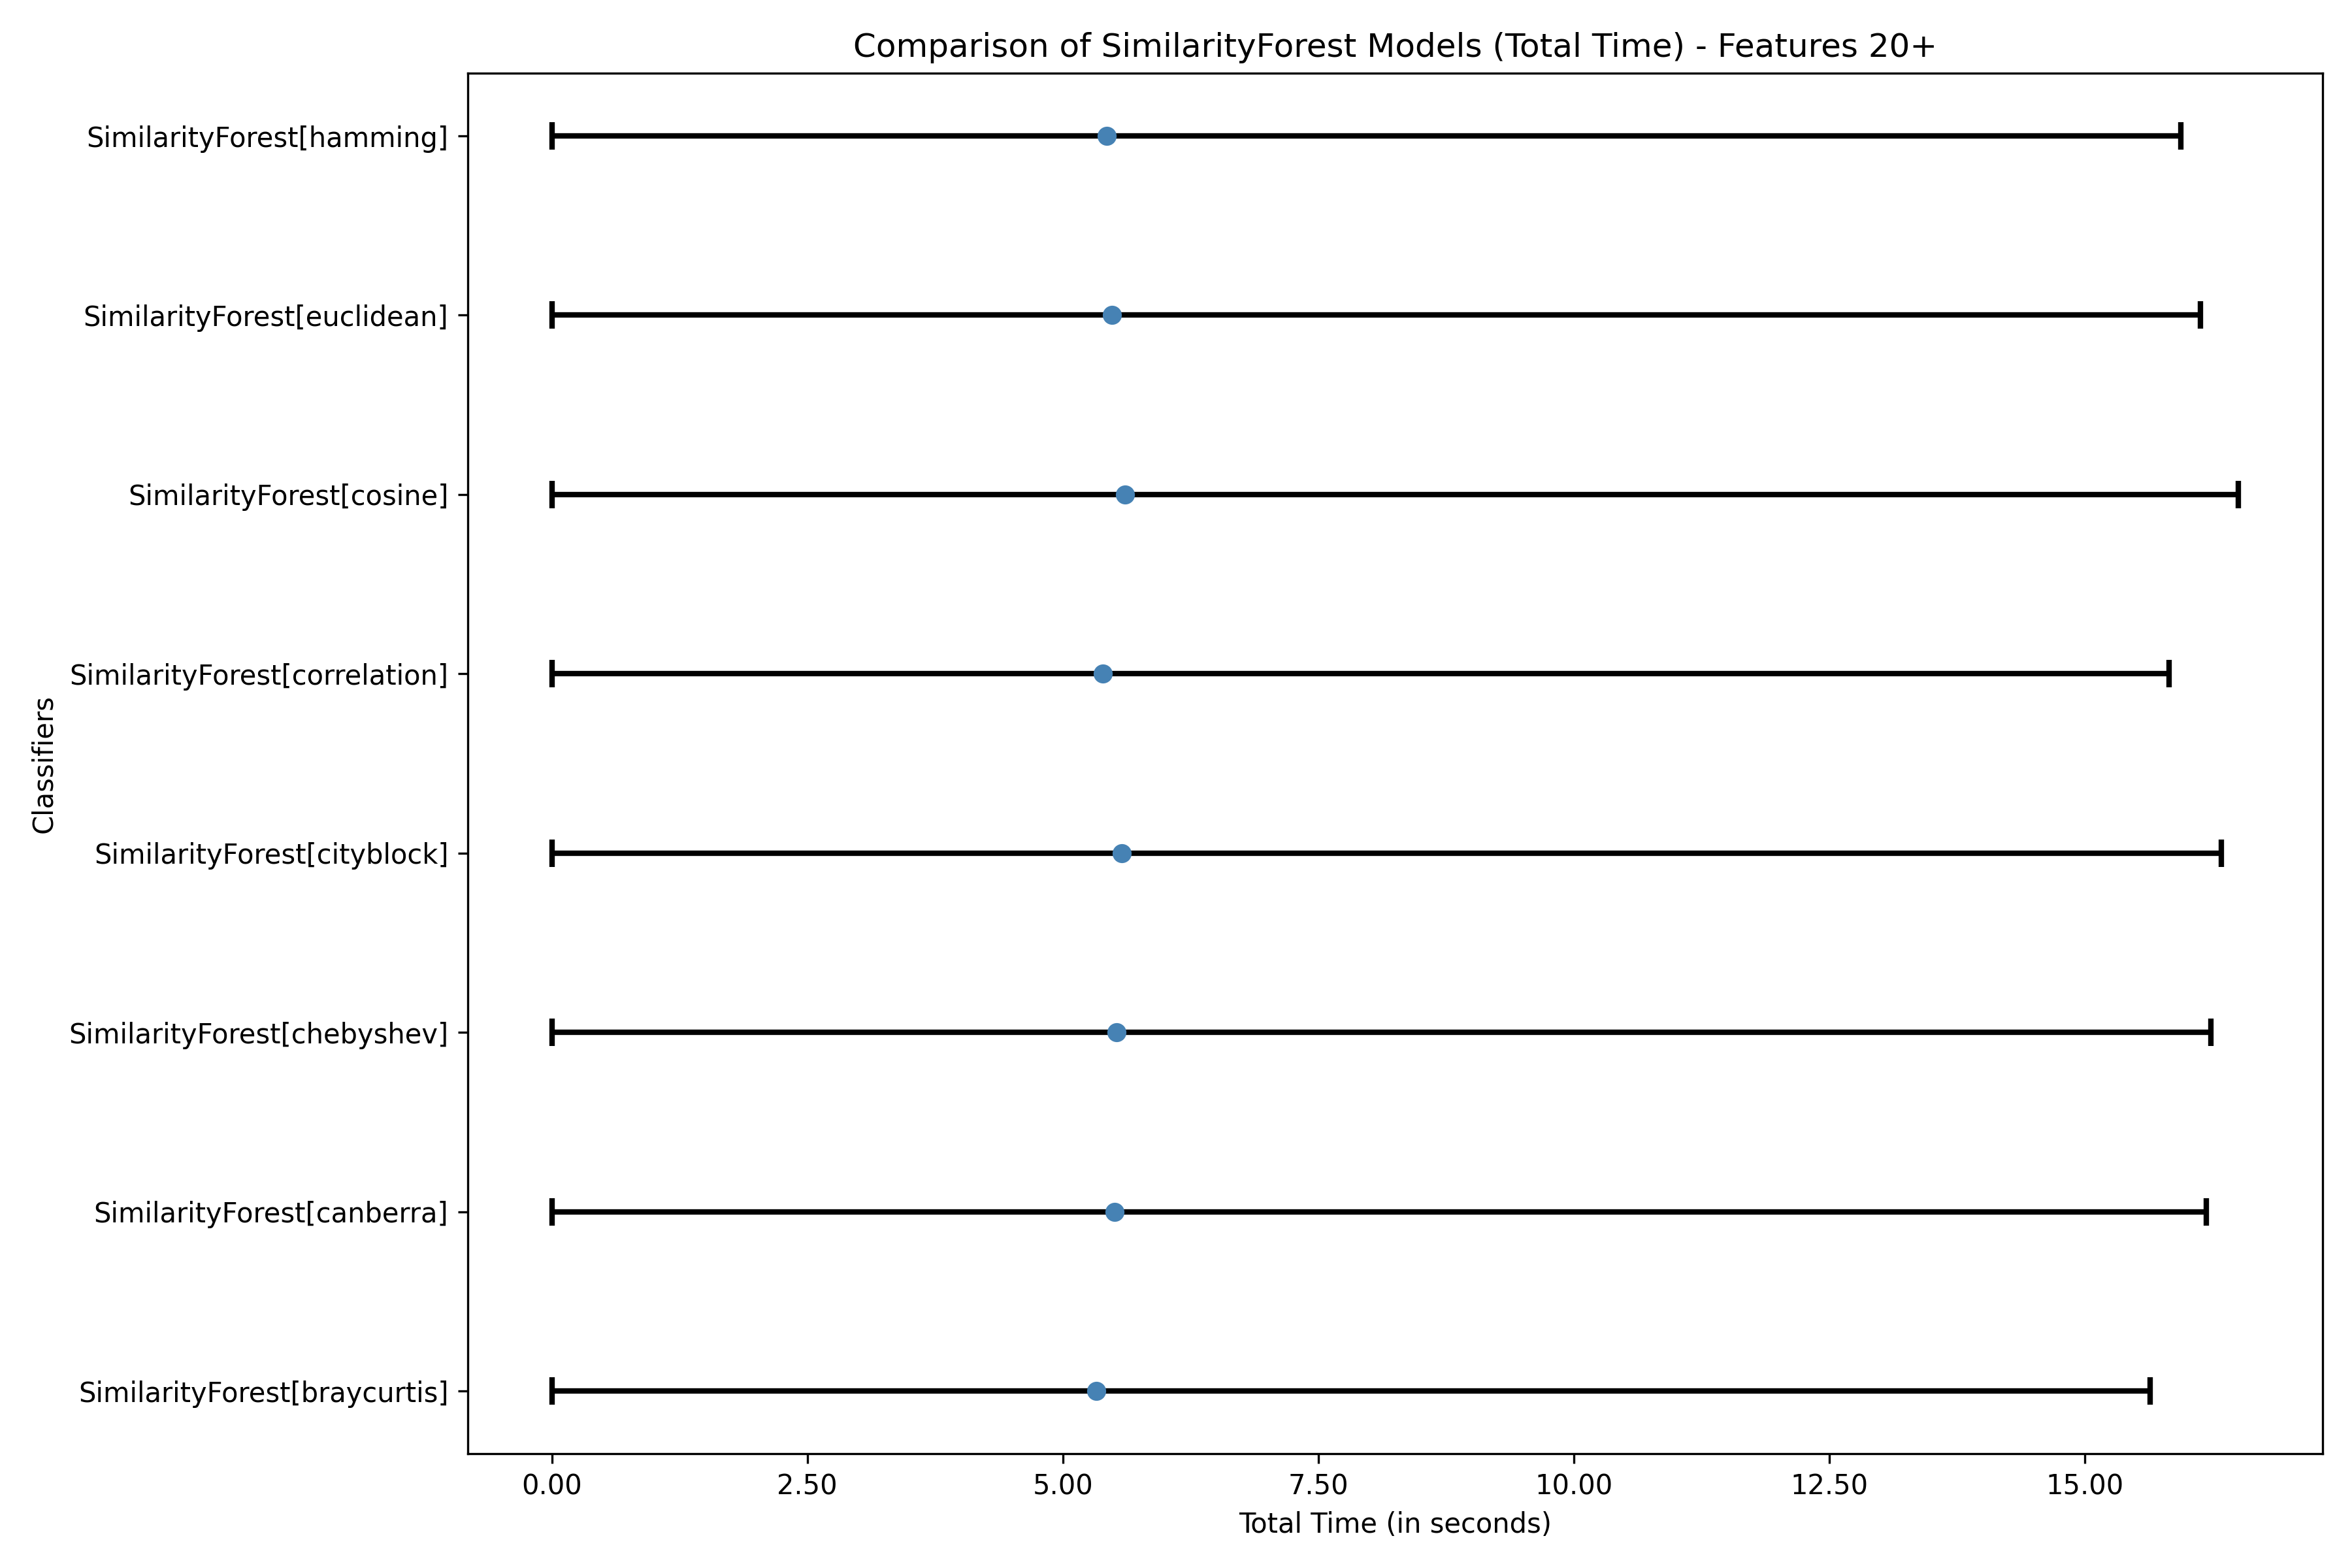 Comparison of SimilarityForest Models (Total Time) - Features 20+
SimilarityForest[hamming]
SimilarityForest[euclidean]
SimilarityForest[cosine]
SimilarityForest[correlation]
SimilarityForest[cityblock]
SimilarityForest[chebyshev]
SimilarityForest[canberra]
SimilarityForest[braycurtis]
Classifiers
0.00 2.50 5.00 7.50 10.00 12.50 15.00
Total Time (in seconds)